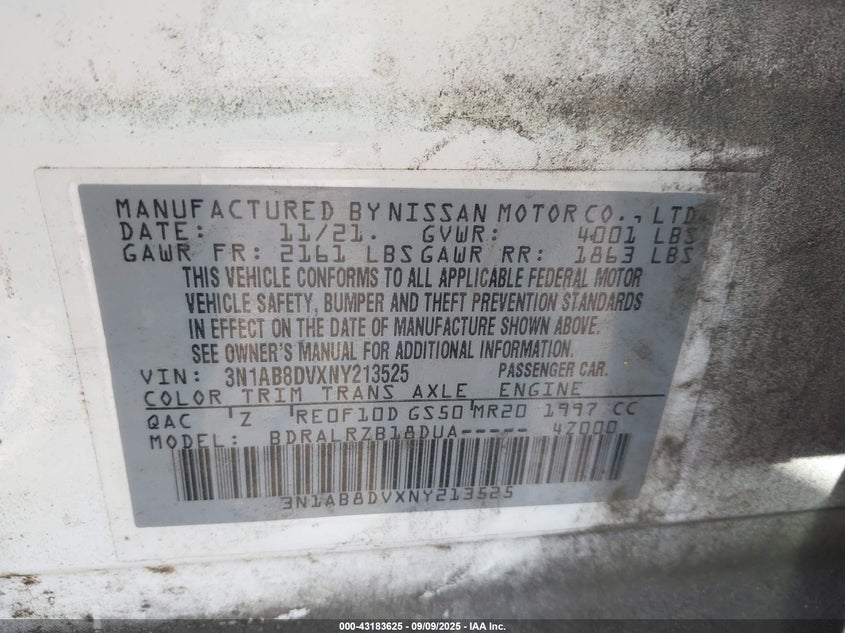 MANUFACTURED BY NISSAN MOTOR CO., LTD
DATE: 11/21. GVWR: 4001 LBS
GAWR FR: 2161 LBS GAWR RR: 1863 LBS
THIS VEHICLE CONFORMS TO ALL APPLICABLE FEDERAL MOTOR
VEHICLE SAFETY, BUMPER AND THEFT PREVENTION STANDARDS
IN EFFECT ON THE DATE OF MANUFACTURE SHOWN ABOVE.
SEE OWNER'S MANUAL FOR ADDITIONAL INFORMATION.
VIN: 3N1AB8DVXNY213525 PASSENGER CAR.
COLOR TRIM TRANS AXLE ENGINE
QAC Z RE0F10D GS50 MR20 1997 CC
MODEL: BDRALRZB18DUA----- 4Z000
3N1AB8DVXNY213525
000-43183625 - 09/09/2025 - IAA Inc.